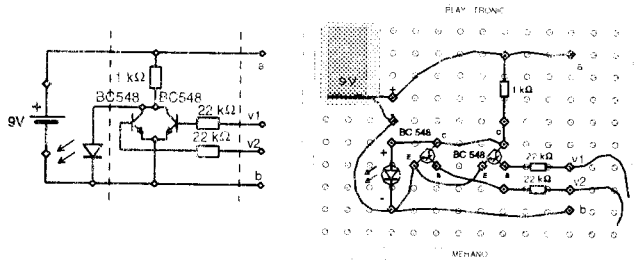 PLAY TRONIC
a
1 kΩ
BC548 BC548
22 kΩ
v1
22 kΩ
v2
+
9V
b
9V
+
a
1 kΩ
BC 548
C
C
+
E
BC 548
B
E
B
22 kΩ
v1
22 kΩ
v2
-
b
MEHANO